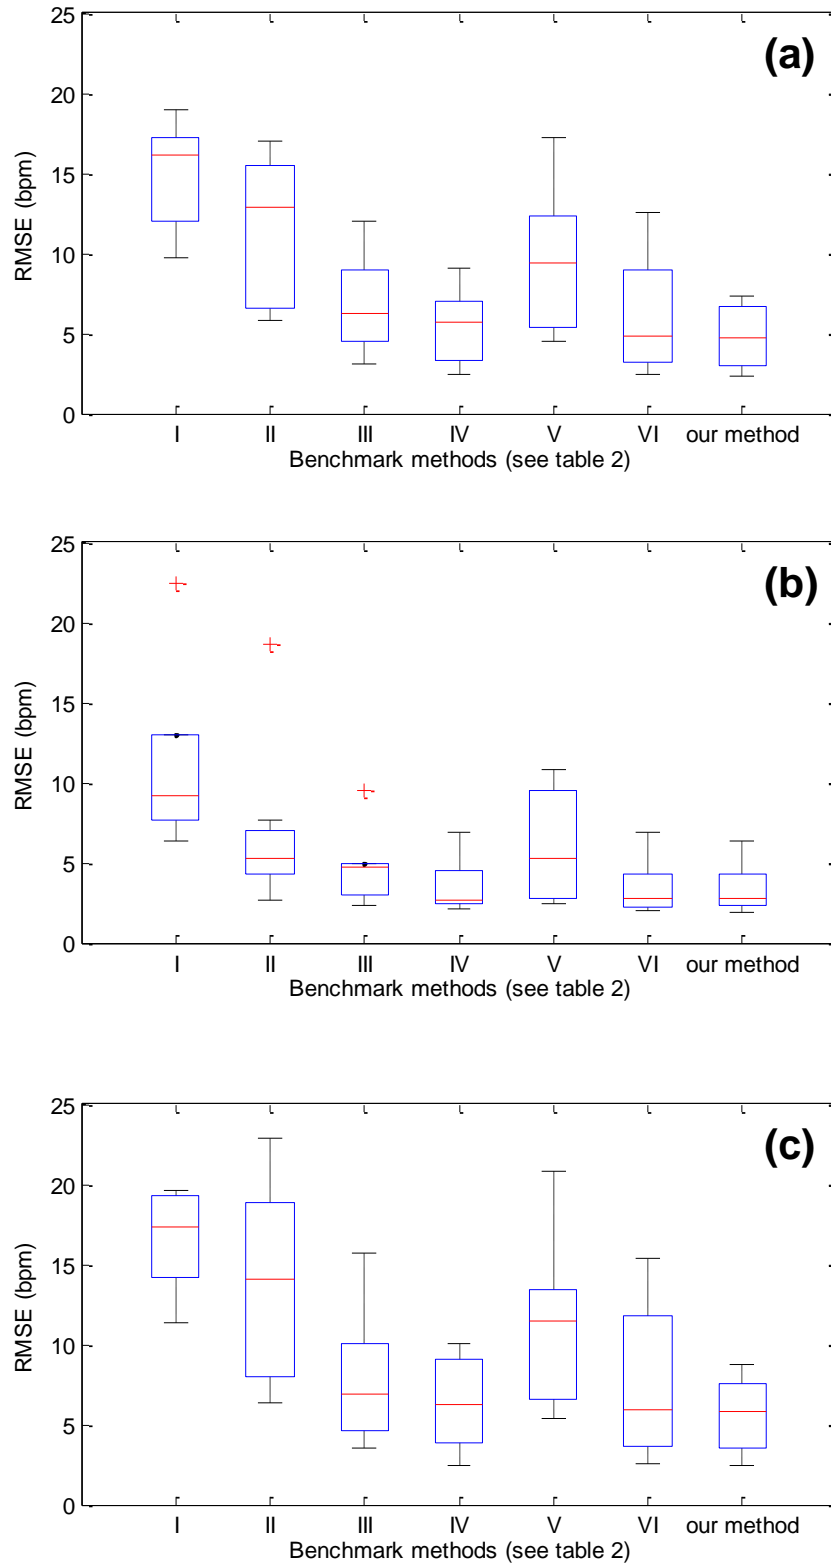 25
(a)
20
15
RMSE (bpm)
10
5
0
I II III IV V VI our method
Benchmark methods (see table 2)
25
(b)
20
15
RMSE (bpm)
10
5
0
I II III IV V VI our method
Benchmark methods (see table 2)
25
(c)
20
15
RMSE (bpm)
10
5
0
I II III IV V VI our method
Benchmark methods (see table 2)